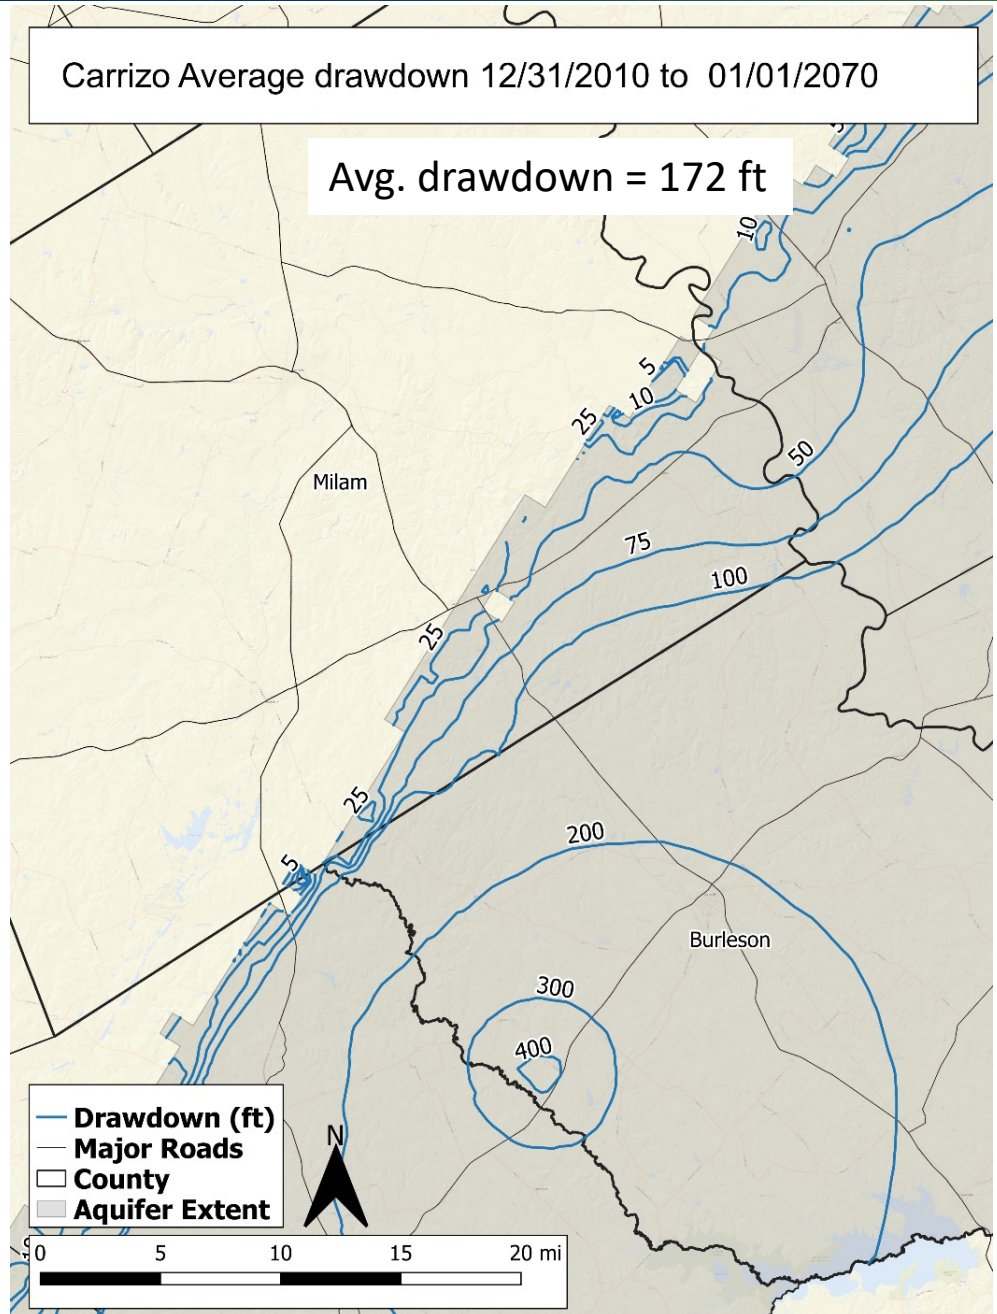 Carrizo Average drawdown 12/31/2010 to 01/01/2070
Avg. drawdown = 172 ft
10
5
10
25
50
Milam
75
100
25
25
200
5
Burleson
300
400
Drawdown (ft)
Major Roads
County
Aquifer Extent
N
0 5 10 15 20 mi